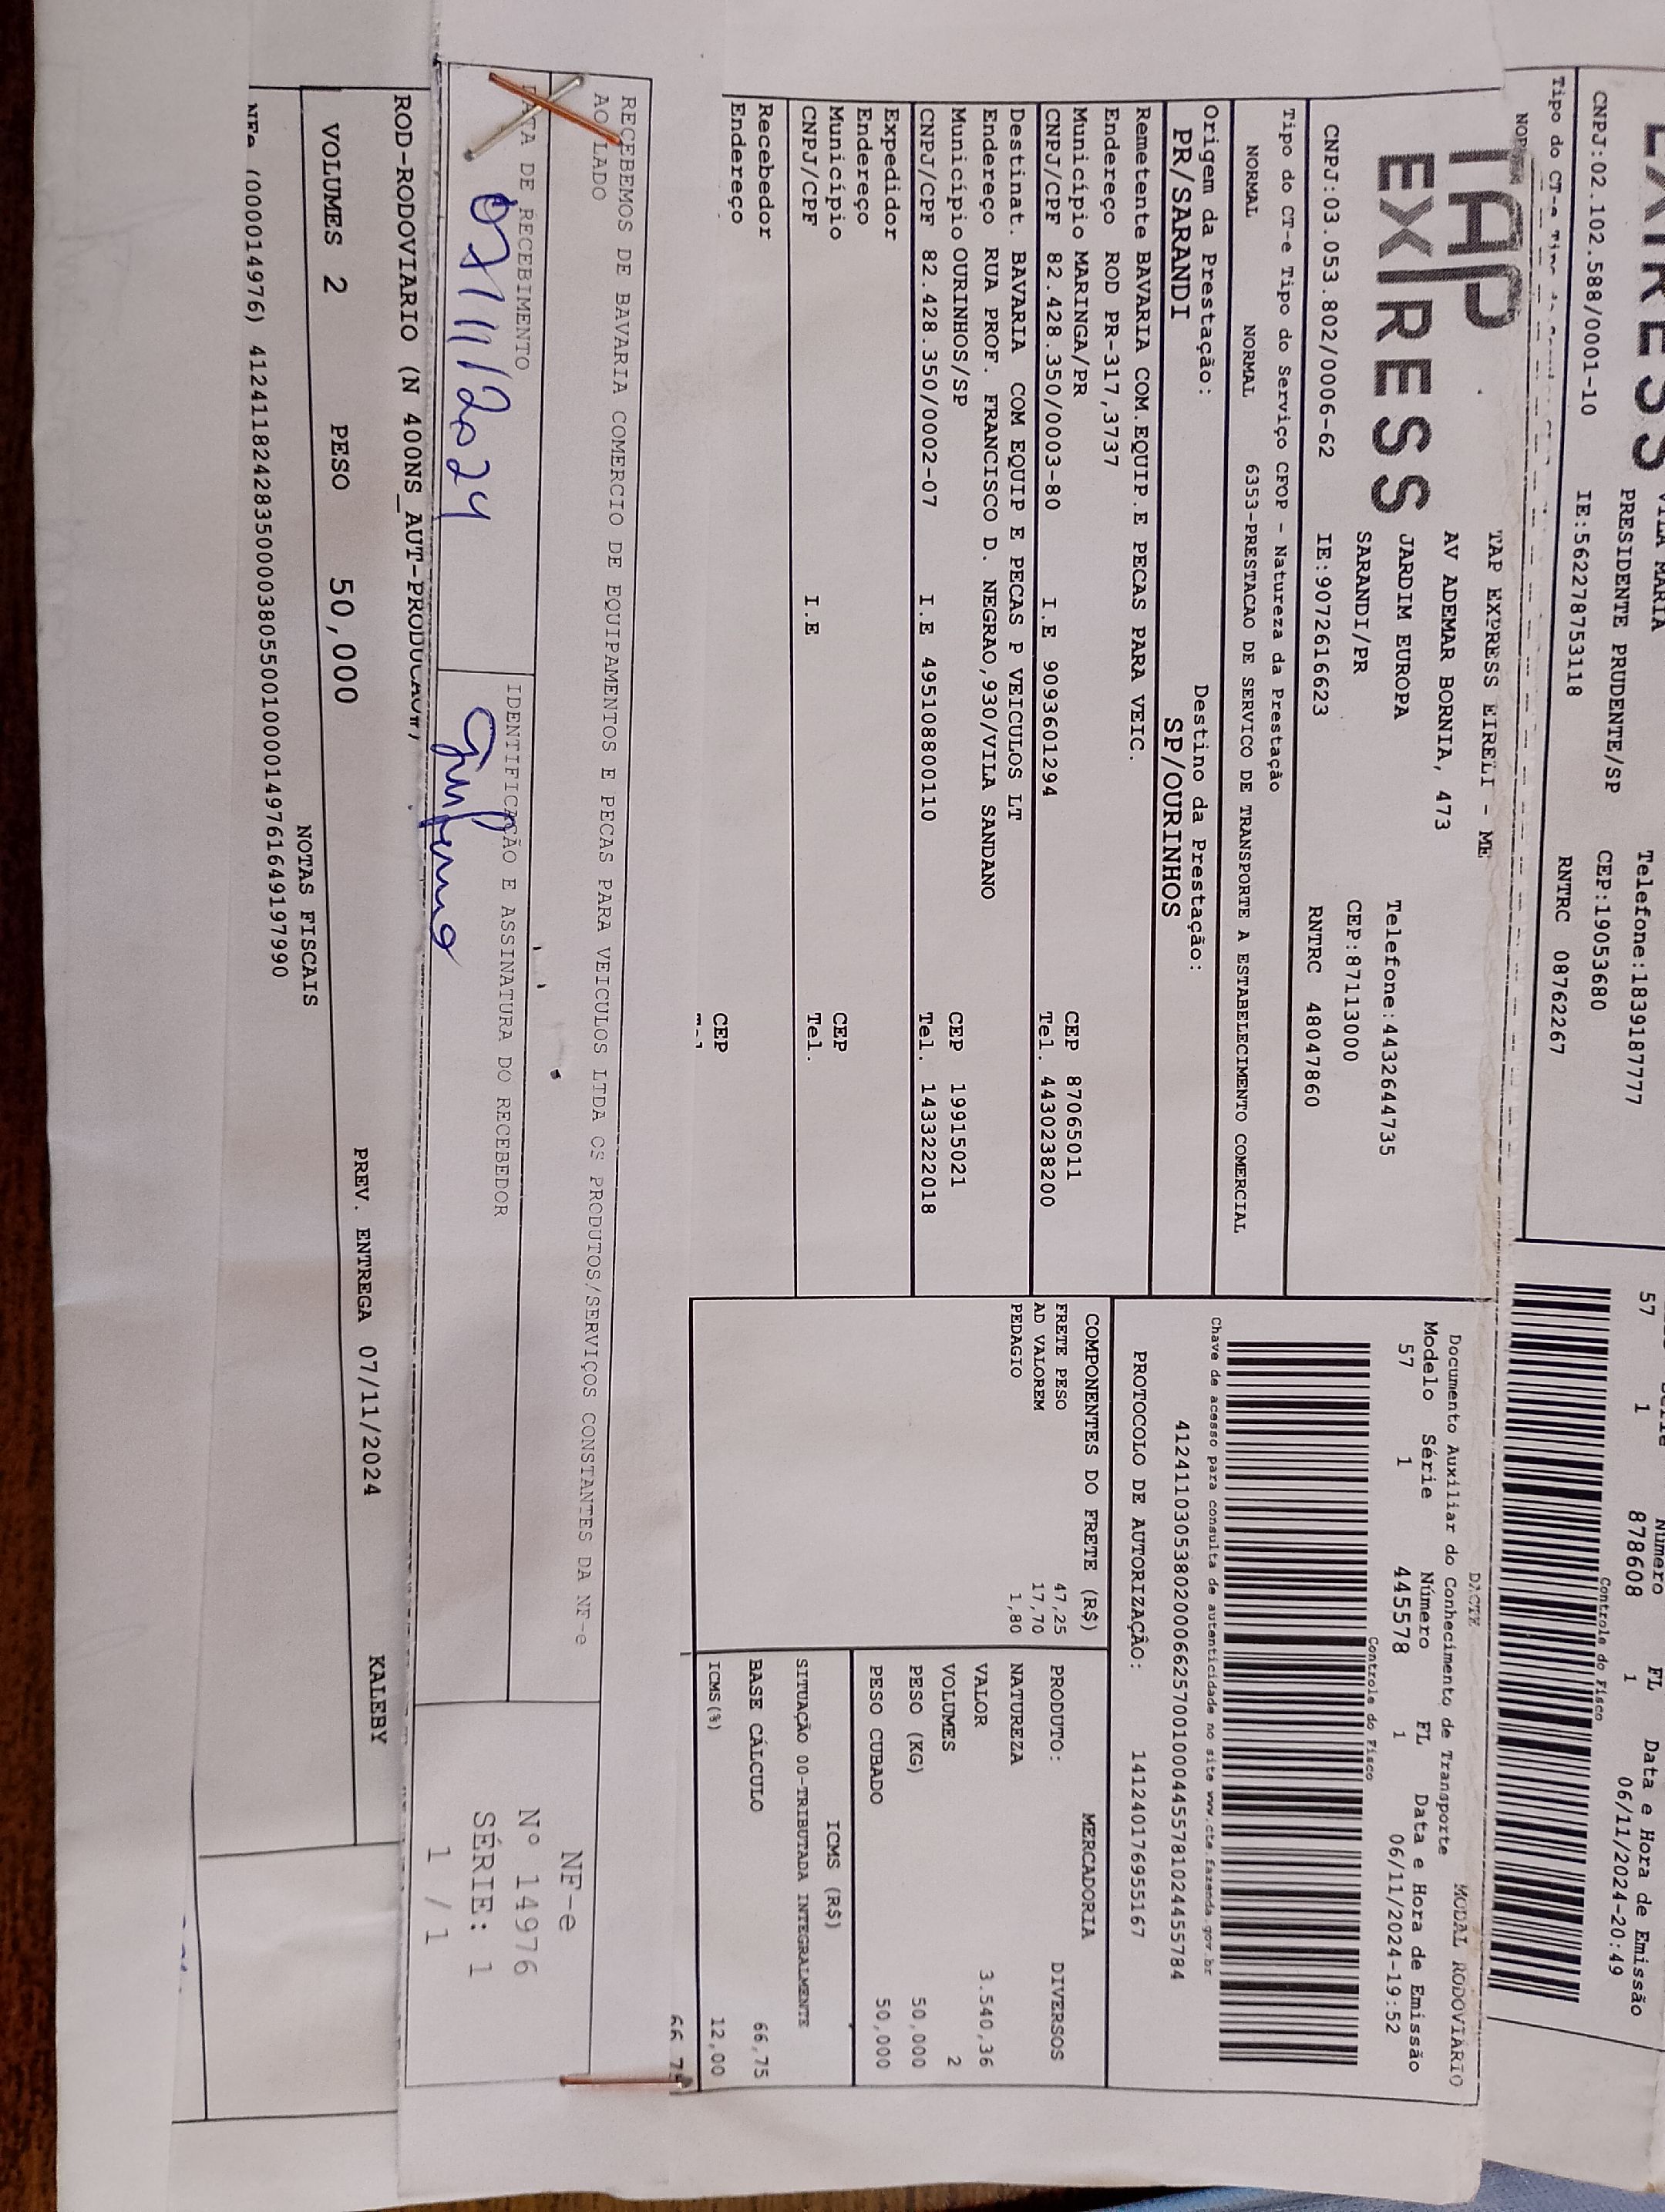 VILA MARIA
PRESIDENTE PRUDENTE/SP
Telefone:1839187777
CNPJ:02.102.588/0001-10
IE:562278753118
CEP:19053680
RNTRC 08762267
Tipo do CT-e
57 1 878608 1 06/11/2024-20:49
Número FL Data e Hora de Emissão
Controle do Fisco
TAP
EXPRESS
TAP EXPRESS EIRELI - ME
AV ADEMAR BORNIA, 473
JARDIM EUROPA
SARANDI/PR
Telefone:4432644735
CEP:87113000
CNPJ:03.053.802/0006-62
IE:9072616623
RNTRC 48047860
DACTE
MODAL RODOVIÁRIO
Documento Auxiliar do Conhecimento de Transporte
Modelo Série Número FL Data e Hora de Emissão
57 1 445578 1 06/11/2024-19:52
Controle do Fisco
Tipo do CT-e Tipo do Serviço CFOP - Natureza da Prestação
NORMAL NORMAL 6353-PRESTACAO DE SERVICO DE TRANSPORTE A ESTABELECIMENTO COMERCIAL
Chave de acesso para consulta de autenticidade no site www.cte.fazenda.gov.br
41241103053802000662570010004455781024455784
Origem da Prestação: Destino da Prestação:
PR/SARANDI SP/OURINHOS
PROTOCOLO DE AUTORIZAÇÃO: 141240176955167
Remetente BAVARIA COM.EQUIP.E PECAS PARA VEIC.
Endereço ROD PR-317,3737
Município MARINGA/PR CEP 87065011
CNPJ/CPF 82.428.350/0003-80 I.E 9093601294 Tel. 4430238200
Destinat. BAVARIA COM EQUIP E PECAS P VEICULOS LT
Endereço RUA PROF. FRANCISCO D. NEGRAO,930/VILA SANDANO
Município OURINHOS/SP CEP 19915021
CNPJ/CPF 82.428.350/0002-07 I.E 495108800110 Tel. 1433222018
Expedidor
Endereço
Município CEP
CNPJ/CPF I.E Tel.
Recebedor
Endereço
CEP
COMPONENTES DO FRETE (R$)
FRETE PESO 47,25
AD VALOREM 17,70
PEDAGIO 1,80
MERCADORIA
PRODUTO: DIVERSOS
NATUREZA
VALOR 3.540,36
VOLUMES 2
PESO (KG) 50,000
PESO CUBADO 50,000
ICMS (R$)
SITUAÇÃO 00-TRIBUTADA INTEGRALMENTE
BASE CÁLCULO 66,75
ICMS(%) 12,00
RECEBEMOS DE BAVARIA COMERCIO DE EQUIPAMENTOS E PECAS PARA VEICULOS LTDA OS PRODUTOS/SERVIÇOS CONSTANTES DA NF-e
AO LADO
DATA DE RECEBIMENTO
07/11/2024
IDENTIFICAÇÃO E ASSINATURA DO RECEBEDOR
NF-e
Nº 14976
SÉRIE: 1
1 / 1
ROD-RODOVIARIO (N 400NS_AUT-PRODUCAO#)
KALEBY
PREV. ENTREGA 07/11/2024
VOLUMES 2 PESO 50,000
NOTAS FISCAIS
NFe (000014976) 41241182428350000380550010000149761649197990